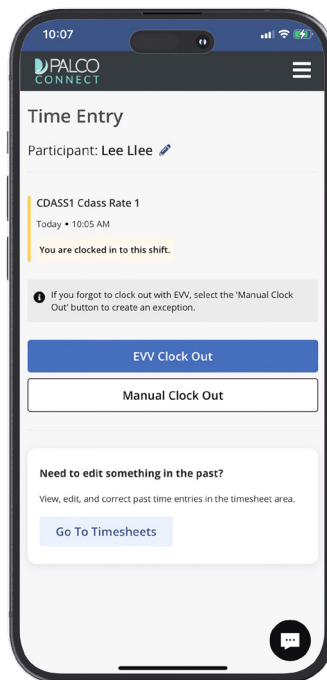 10:07
PALCO
CONNECT
Time Entry
Participant: Lee Llee
CDASS1 Cdass Rate 1
Today • 10:05 AM
You are clocked in to this shift.
If you forgot to clock out with EVV, select the 'Manual Clock
Out' button to create an exception.
EVV Clock Out
Manual Clock Out
Need to edit something in the past?
View, edit, and correct past time entries in the timesheet area.
Go To Timesheets